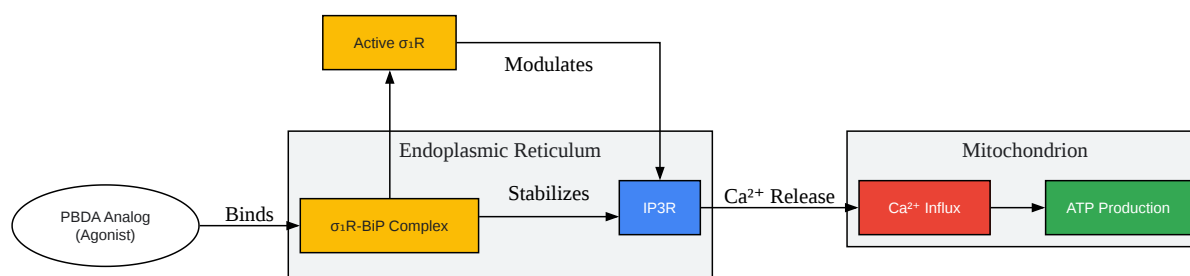 Active σ₁R
Modulates
Endoplasmic Reticulum
Mitochondrion
PBDA Analog
(Agonist)
Binds
σ₁R-BiP Complex
Stabilizes
IP3R
Ca²⁺ Release
Ca²⁺ Influx
ATP Production